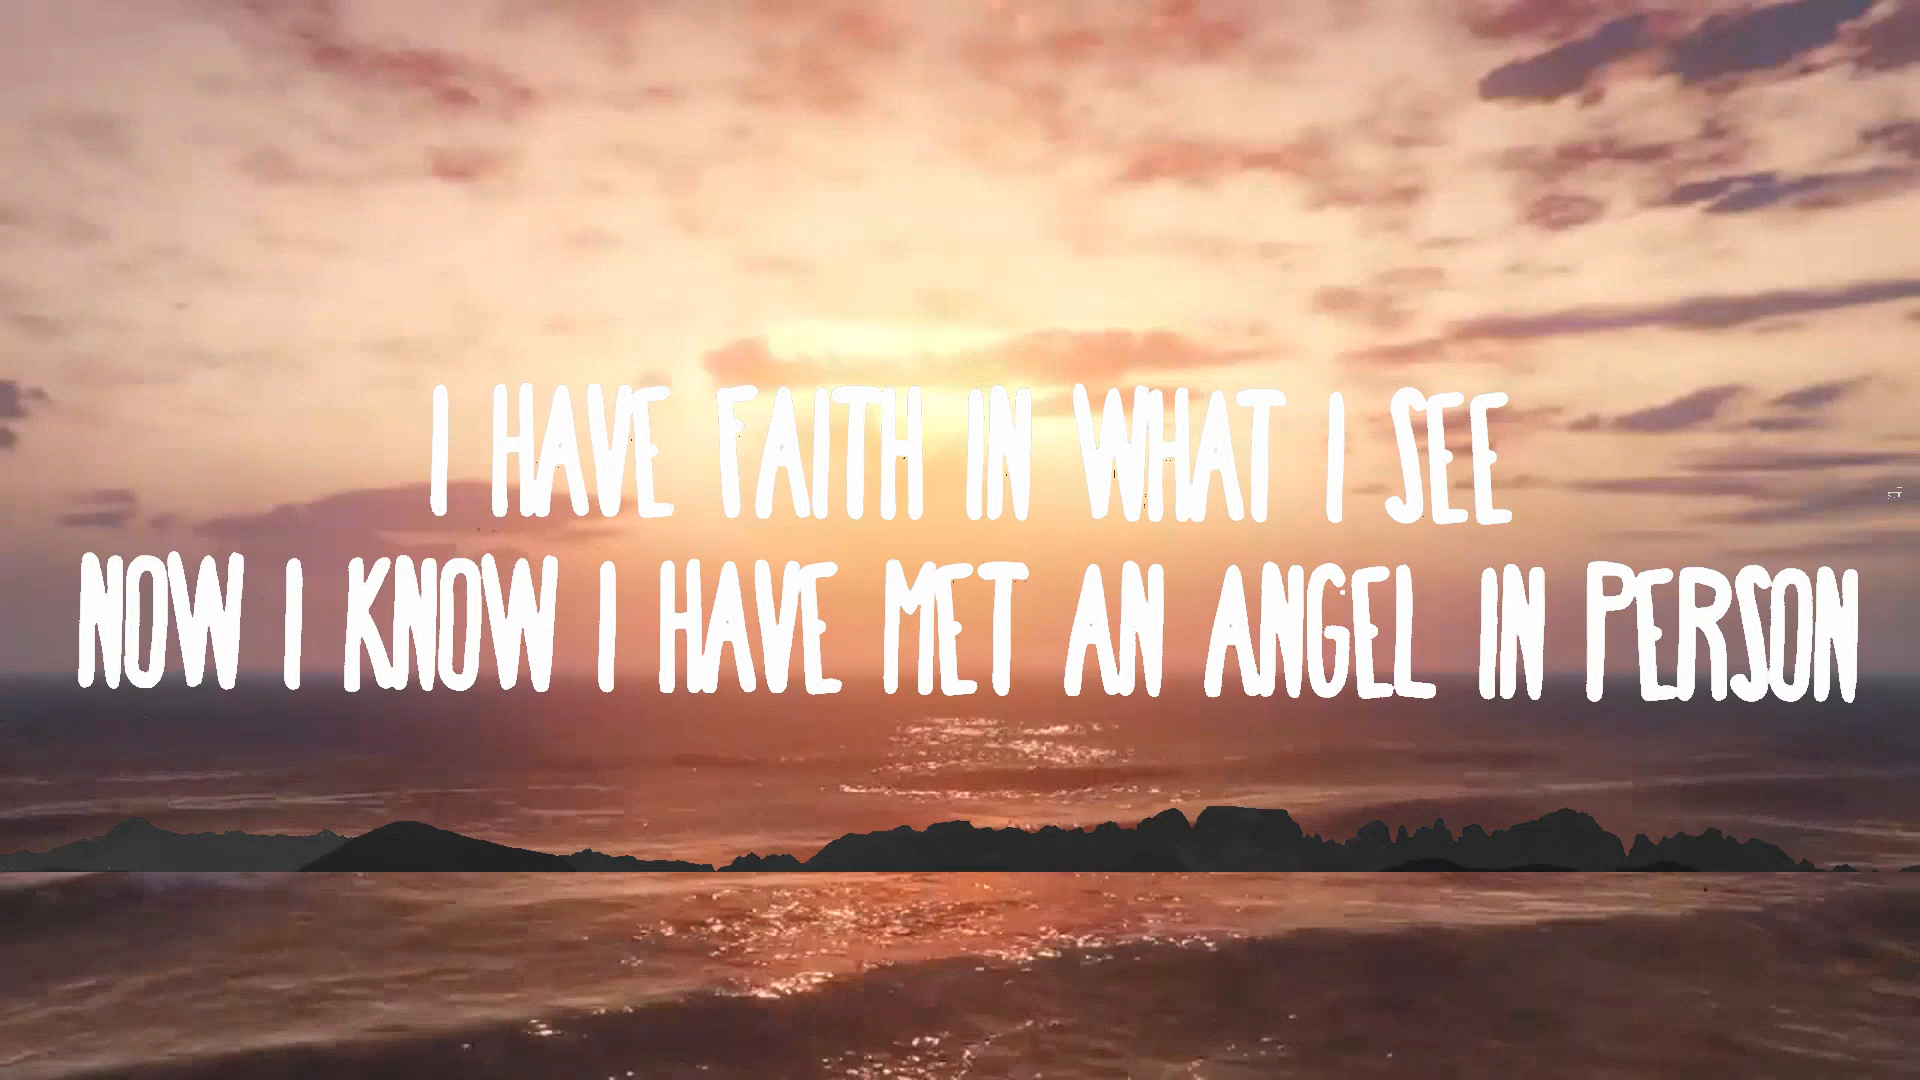 I HAVE FAITH IN WHAT I SEE
NOW I KNOW I HAVE MET AN ANGEL IN PERSON